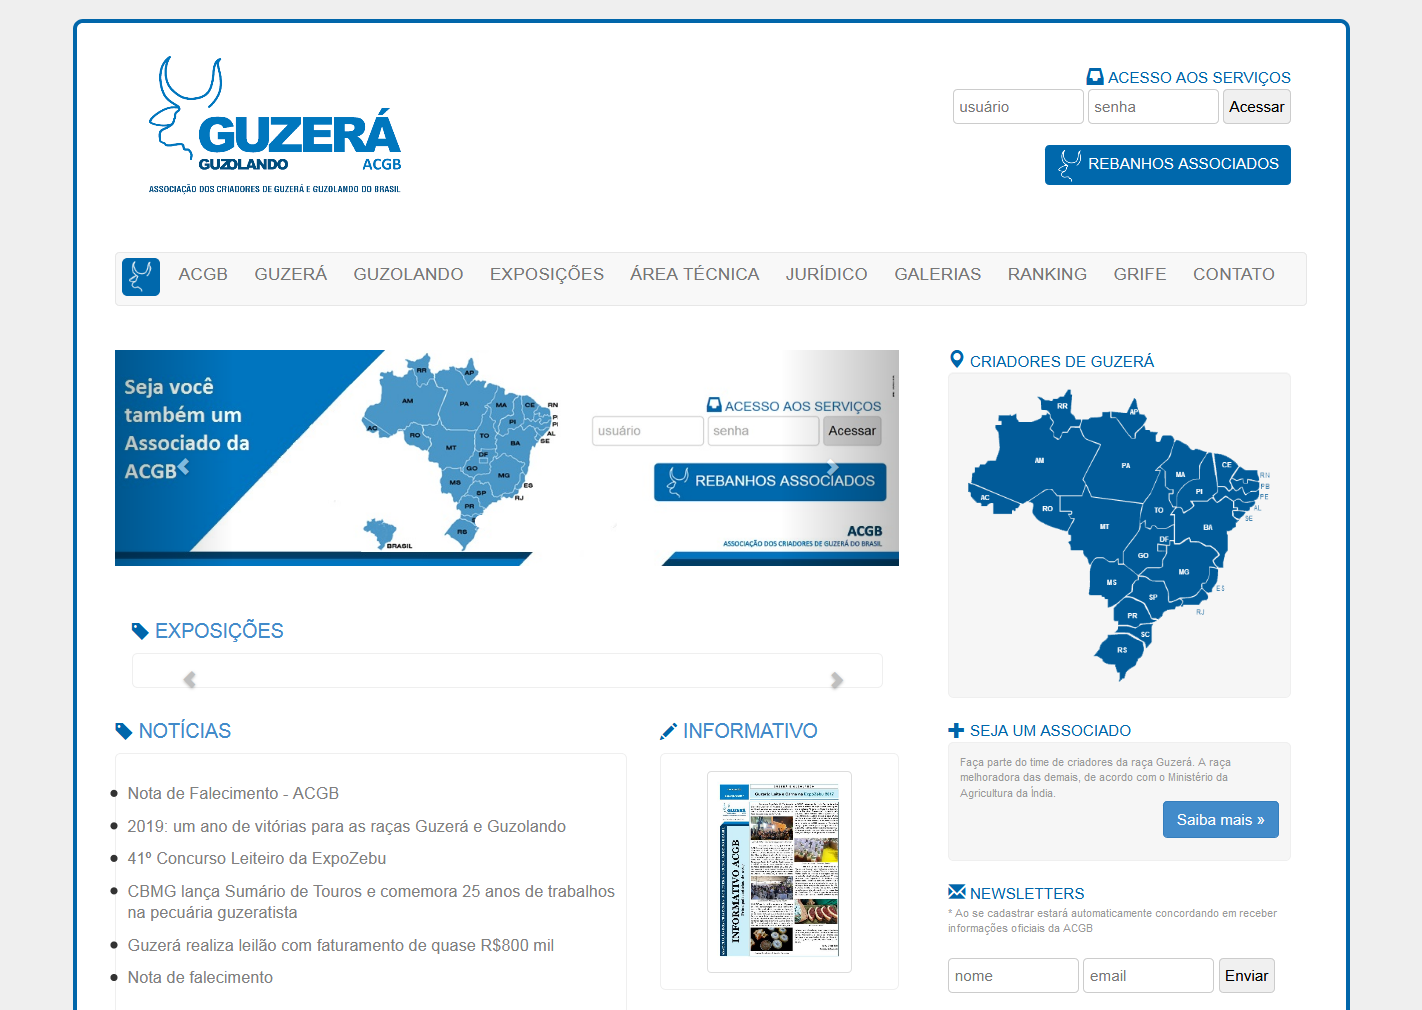 GUZERÁ
GUZOLANDO ACGB
ASSOCIAÇÃO DOS CRIADORES DE GUZERÁ E GUZOLANDO DO BRASIL
ACESSO AOS SERVIÇOS
usuário senha Acessar
REBANHOS ASSOCIADOS
ACGB GUZERÁ GUZOLANDO EXPOSIÇÕES ÁREA TÉCNICA JURÍDICO GALERIAS RANKING GRIFE CONTATO
Seja você
também um
Associado da
ACGB
RR
AP
AM
PA
MA
CE
RN
PI
AC
RO
TO
AL
SE
MT
BA
DF
GO
MS
MG
ES
SP
RJ
PR
RS
BRASIL
ACESSO AOS SERVIÇOS
usuário senha Acessar
REBANHOS ASSOCIADOS
ACGB
ASSOCIAÇÃO DOS CRIADORES DE GUZERÁ DO BRASIL
CRIADORES DE GUZERÁ
RR
AP
AM
PA
MA
CE
RN
PB
PE
PI
AC
RO
TO
AL
SE
MT
BA
DF
GO
MG
MS
ES
SP
RJ
PR
SC
RS
EXPOSIÇÕES
NOTÍCIAS
Nota de Falecimento - ACGB
2019: um ano de vitórias para as raças Guzerá e Guzolando
41º Concurso Leiteiro da ExpoZebu
CBMG lança Sumário de Touros e comemora 25 anos de trabalhos
na pecuária guzeratista
Guzerá realiza leilão com faturamento de quase R$800 mil
Nota de falecimento
INFORMATIVO
Guzerá: Leite e Carne na ExpoZebu 2017
INFORMATIVO ACGB
SEJA UM ASSOCIADO
Faça parte do time de criadores da raça Guzerá. A raça
melhoradora das demais, de acordo com o Ministério da
Agricultura da Índia.
Saiba mais »
NEWSLETTERS
* Ao se cadastrar estará automaticamente concordando em receber
informações oficiais da ACGB
nome email Enviar